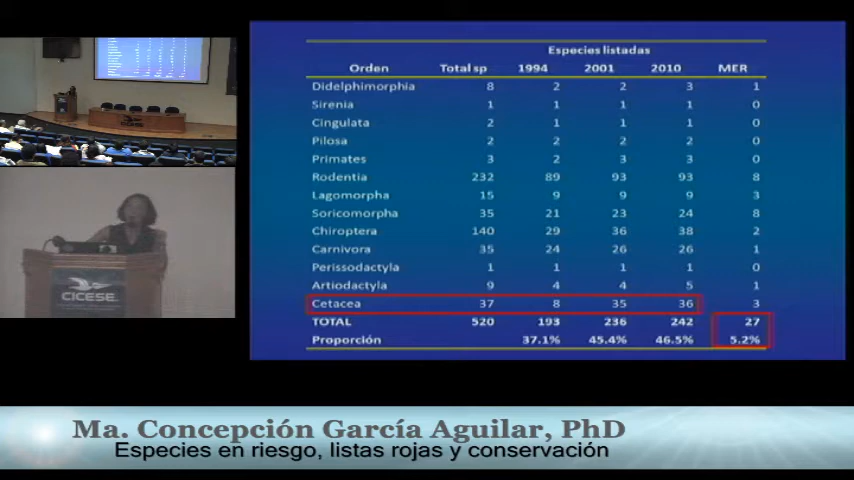 Especies listadas
Orden Total sp 1994 2001 2010 MER
Didelphimorphia 8 2 2 3 1
Sirenia 1 1 1 1 0
Cingulata 2 1 1 1 0
Pilosa 2 2 2 2 0
Primates 3 2 3 3 0
Rodentia 232 89 93 93 8
Lagomorpha 15 9 9 9 3
Soricomorpha 35 21 23 24 8
Chiroptera 140 29 36 38 2
Carnivora 35 24 26 26 1
Perissodactyla 1 1 1 1 0
Artiodactyla 9 4 4 5 1
Cetacea 37 8 35 36 3
TOTAL 520 193 236 242 27
Proporción 37.1% 45.4% 46.5% 5.2%
CICESE
Ma. Concepción García Aguilar, PhD
Especies en riesgo, listas rojas y conservación